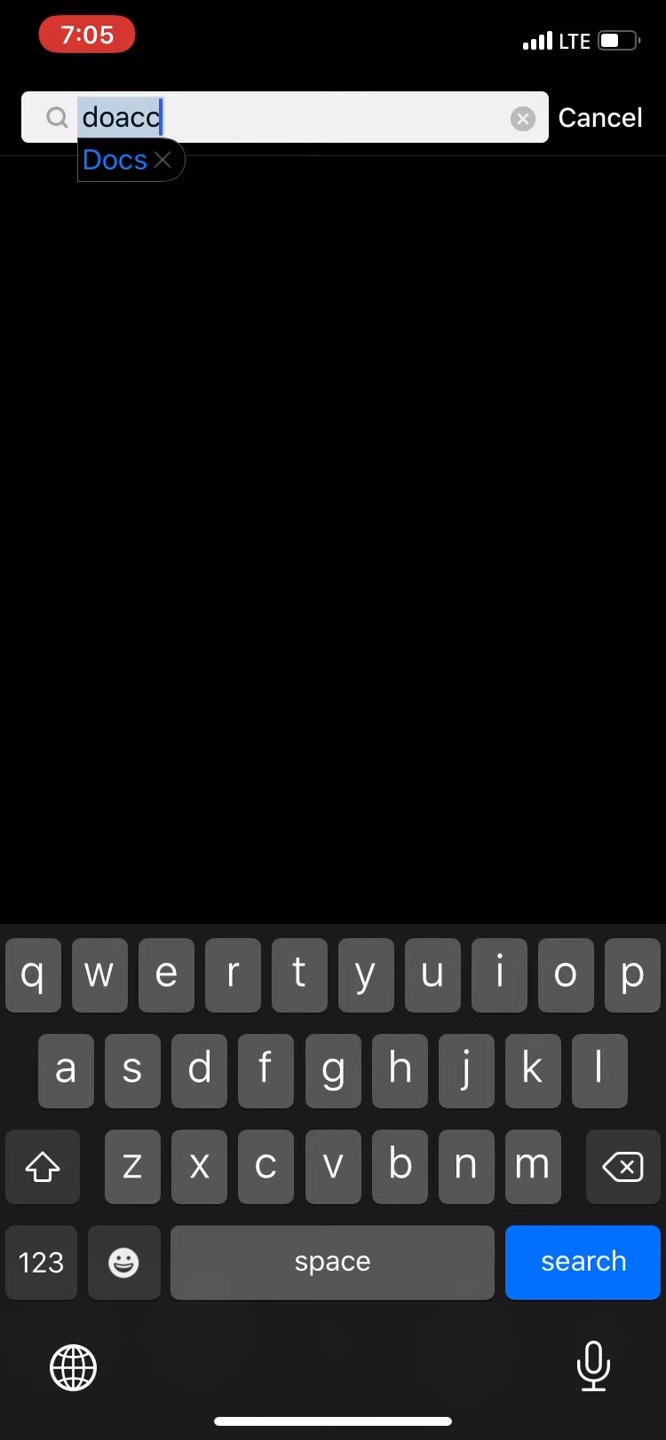 7:05 LTE
doacc Cancel
Docs
q w e r t y u i o p
a s d f g h j k l
z x c v b n m
123 space search